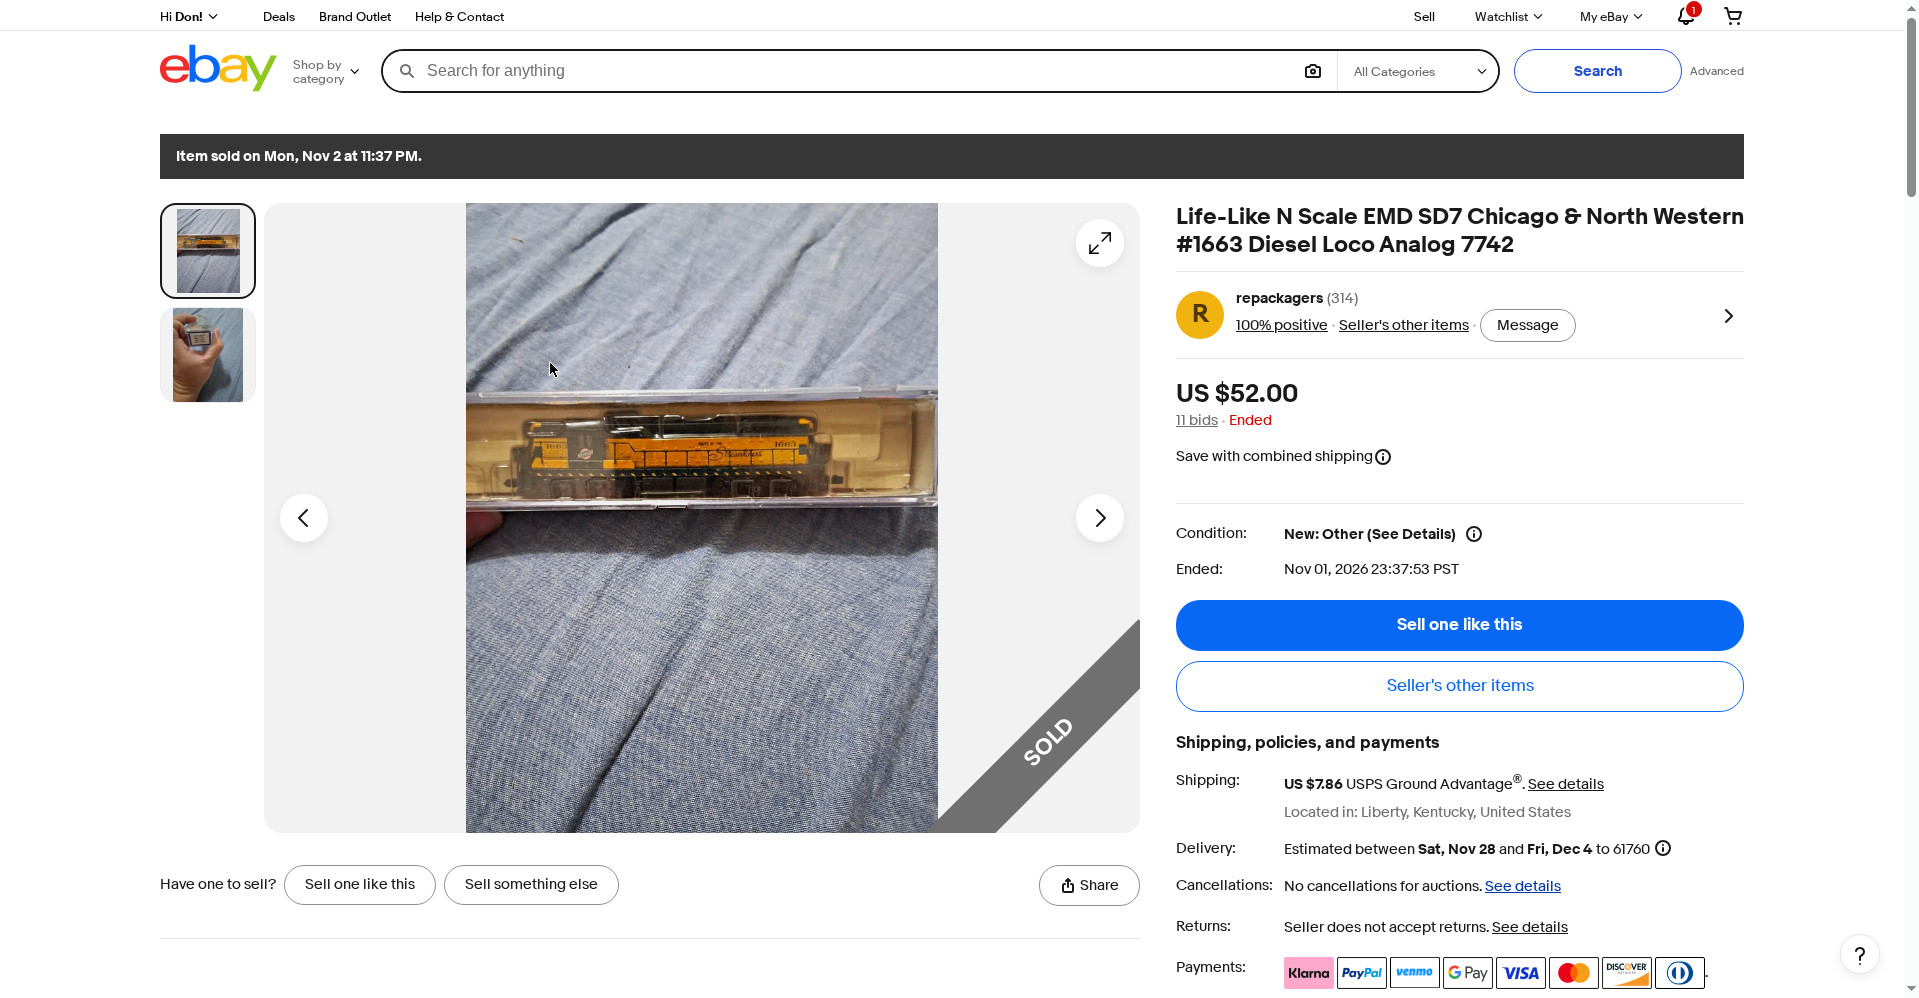 Hi Don!
Deals
Brand Outlet
Help & Contact
Sell
Watchlist
My eBay
1
ebay
Shop by category
Search for anything
All Categories
Search
Advanced
Item sold on Mon, Nov 2 at 11:37 PM.
1663
Streamliners
SOLD
Have one to sell?
Sell one like this
Sell something else
Share
Life-Like N Scale EMD SD7 Chicago & North Western
#1663 Diesel Loco Analog 7742
R
repackagers (314)
100% positive · Seller's other items · Message
US $52.00
11 bids · Ended
Save with combined shipping
Condition: New: Other (See Details)
Ended: Nov 01, 2026 23:37:53 PST
Sell one like this
Seller's other items
Shipping, policies, and payments
Shipping: US $7.86 USPS Ground Advantage®. See details
Located in: Liberty, Kentucky, United States
Delivery: Estimated between Sat, Nov 28 and Fri, Dec 4 to 61760
Cancellations: No cancellations for auctions. See details
Returns: Seller does not accept returns. See details
Payments: Klarna PayPal venmo G Pay VISA DISCOVER
?